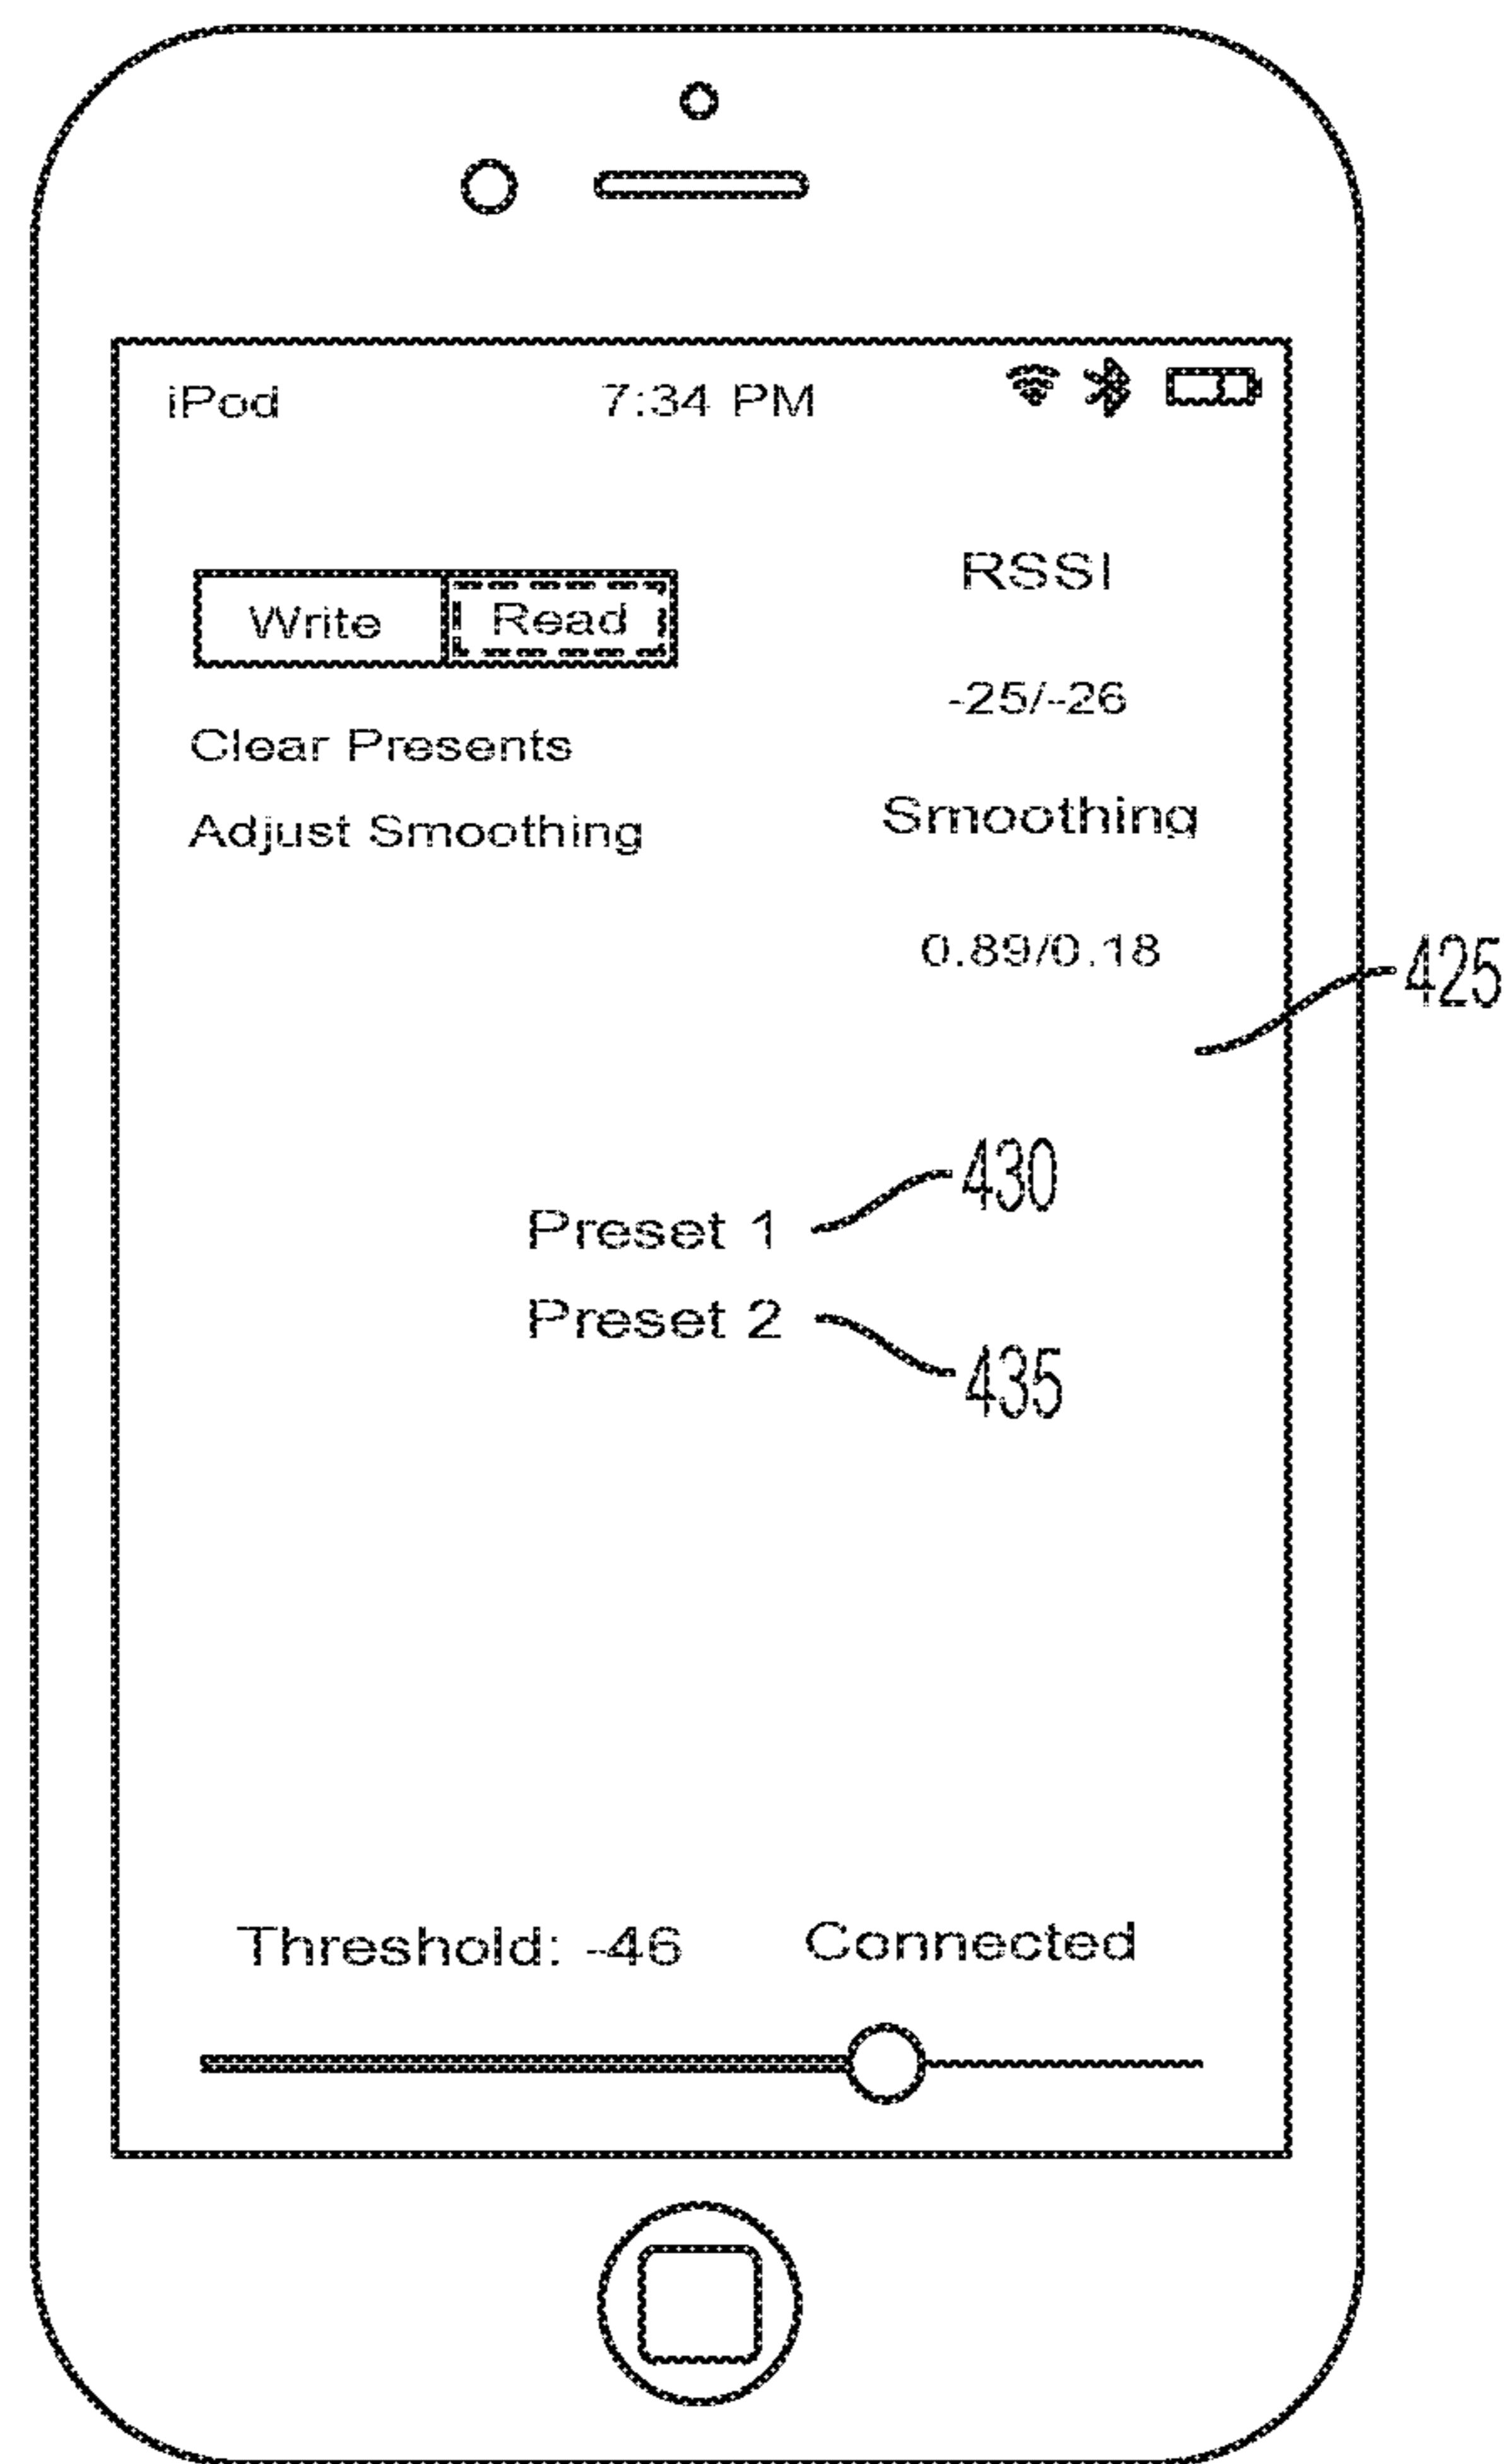 iPod 7:34 PM
Write Read
RSSI
-25/-26
Clear Presents
Adjust Smoothing
Smoothing
0.89/0.18
425
430
Preset 1
Preset 2
435
Threshold: -46 Connected